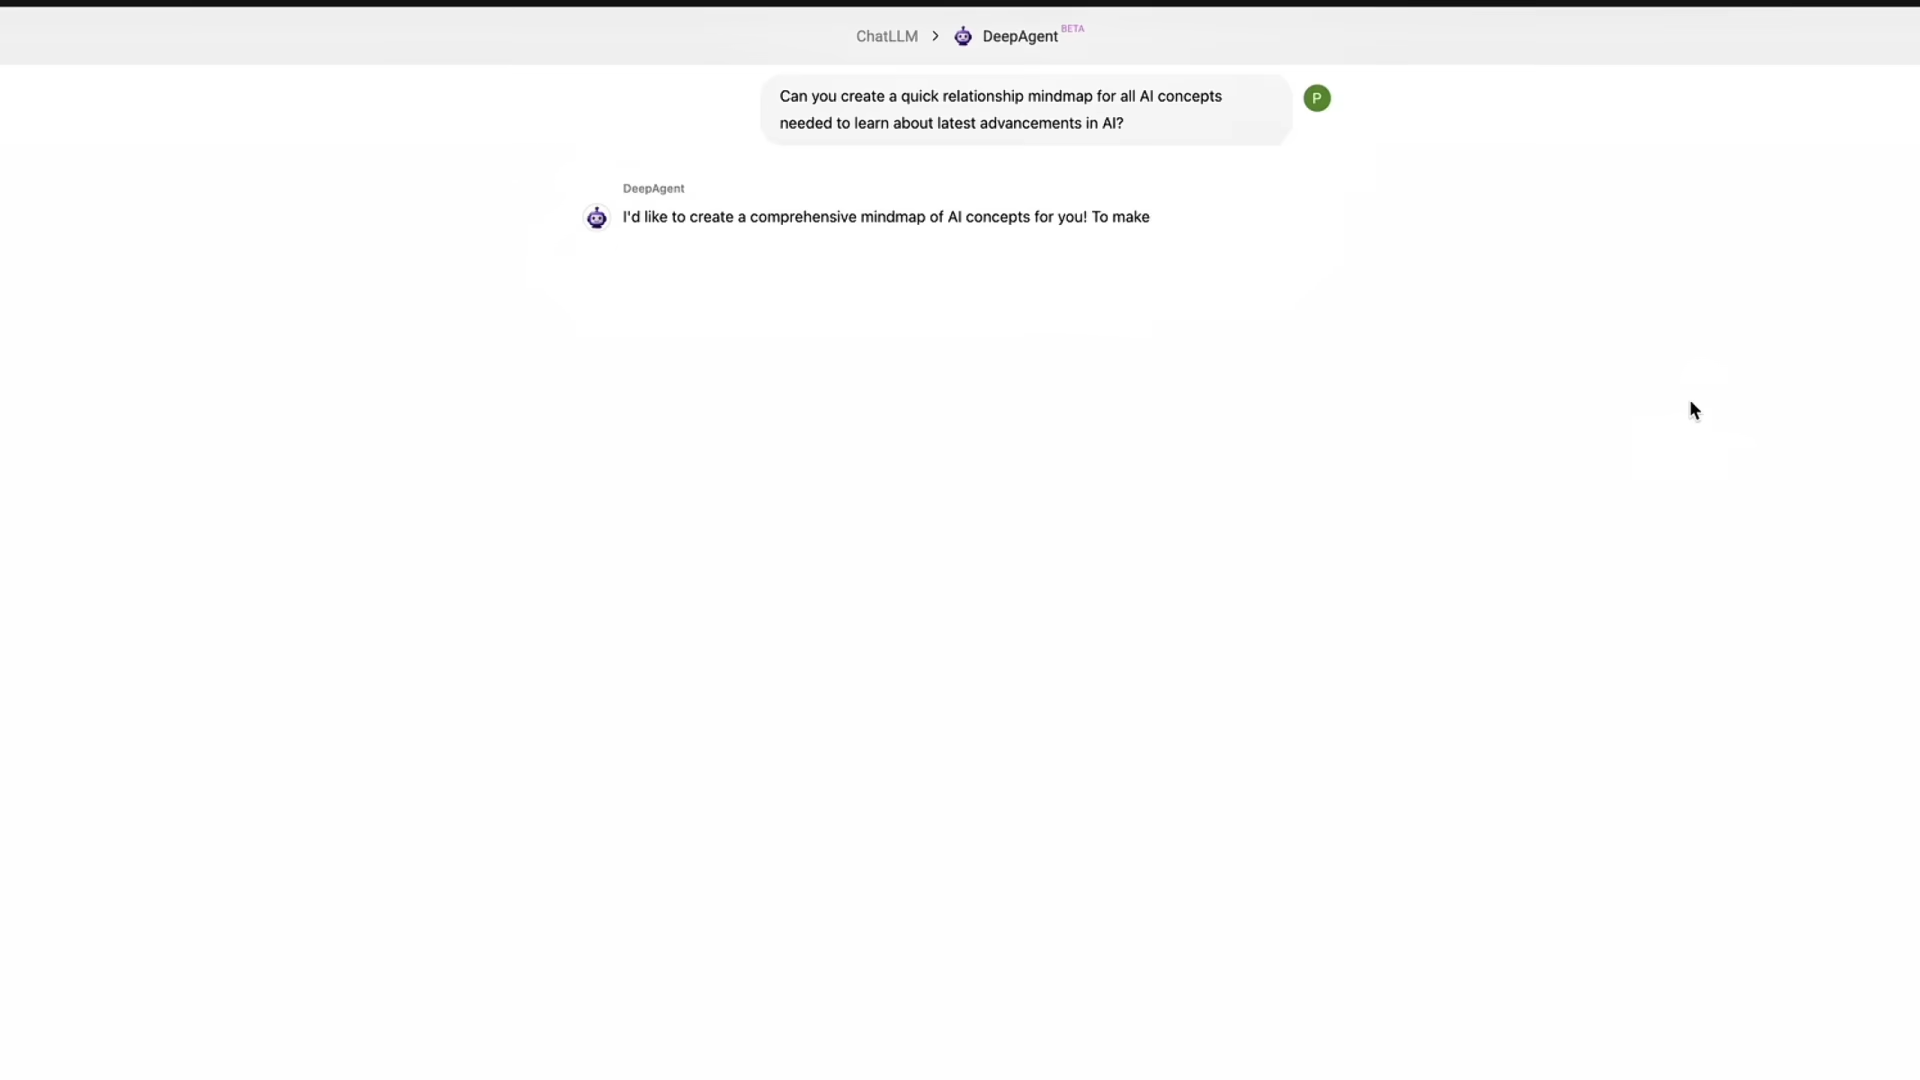 ChatLLM > DeepAgent BETA
Can you create a quick relationship mindmap for all AI concepts
needed to learn about latest advancements in AI?
P
DeepAgent
I'd like to create a comprehensive mindmap of AI concepts for you! To make